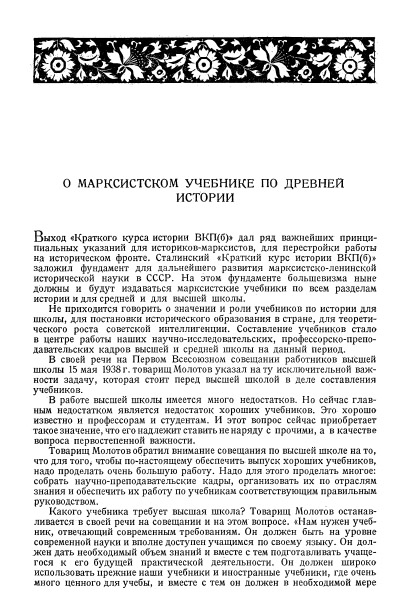 О МАРКСИСТСКОМ УЧЕБНИКЕ ПО ДРЕВНЕЙ
ИСТОРИИ
Выход «Краткого курса истории ВКП(б)» дал ряд важнейших принци-
пиальных указаний для историков-марксистов, для перестройки работы
на историческом фронте. Сталинский «Краткий курс истории ВКП(б)»
заложил фундамент для дальнейшего развития марксистско-ленинской
исторической науки в СССР. На этом фундаменте большевизма ныне
должны и будут издаваться марксистские учебники по всем разделам
истории и для средней и для высшей школы.
Не приходится говорить о значении и роли учебников по истории для
школы, для постановки исторического образования в стране, для теорети-
ческого роста советской интеллигенции. Составление учебников стало
в центре работы наших научно-исследовательских, профессорско-препо-
давательских кадров высшей и средней школы на данный период.
В своей речи на Первом Всесоюзном совещании работников высшей
школы 15 мая 1938 г. товарищ Молотов указал на ту исключительной важ-
ности задачу, которая стоит перед высшей школой в деле составления
учебников.
В работе высшей школы имеется много недостатков. Но сейчас глав-
ным недостатком является недостаток хороших учебников. Это хорошо
известно и профессорам и студентам. И этот вопрос сейчас приобретает
такое значение, что его надлежит ставить не наряду с прочими, а в качестве
вопроса первостепенной важности.
Товарищ Молотов обратил внимание совещания по высшей школе на то,
что для того, чтобы по-настоящему обеспечить выпуск хороших учебников,
надо проделать очень большую работу. Надо для этого проделать многое:
собрать научно-преподавательские кадры, организовать их по отраслям
знания и обеспечить их работу по учебникам соответствующим правильным
руководством.
Какого учебника требует высшая школа? Товарищ Молотов останав-
ливается в своей речи на совещании и на этом вопросе. «Нам нужен учеб-
ник, отвечающий современным требованиям. Он должен быть на уровне
современной науки и вполне доступен учащимся по своему языку. Он дол-
жен дать необходимый объем знаний и вместе с тем подготавливать учаще-
гося к его будущей практической деятельности. Он должен широко
использовать прежние наши учебники и иностранные учебники, где очень
много ценного для учебы, и вместе с тем он должен в необходимой мере